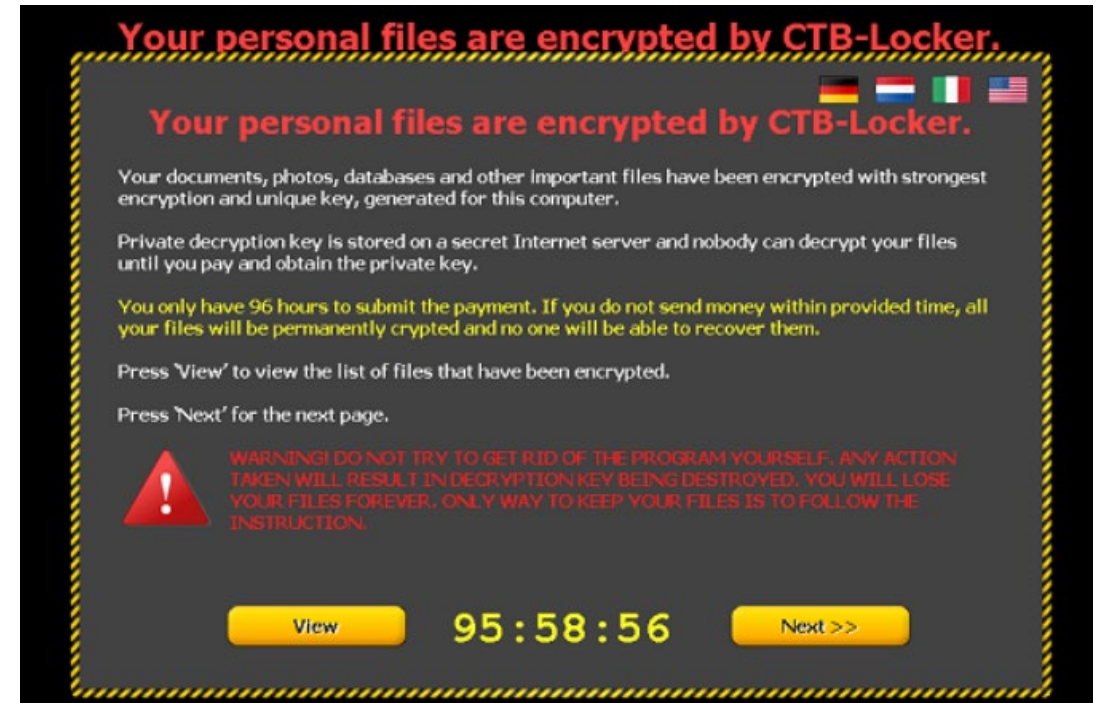 Your personal files are encrypted by CTB-Locker.
Your personal files are encrypted by CTB-Locker.
Your documents, photos, databases and other important files have been encrypted with strongest
encryption and unique key, generated for this computer.
Private decryption key is stored on a secret Internet server and nobody can decrypt your files
until you pay and obtain the private key.
You only have 96 hours to submit the payment. If you do not send money within provided time, all
your files will be permanently crypted and no one will be able to recover them.
Press 'View' to view the list of files that have been encrypted.
Press 'Next' for the next page.
WARNING! DO NOT TRY TO GET RID OF THE PROGRAM YOURSELF. ANY ACTION
TAKEN WILL RESULT IN DECRYPTION KEY BEING DESTROYED. YOU WILL LOSE
YOUR FILES FOREVER. ONLY WAY TO KEEP YOUR FILES IS TO FOLLOW THE
INSTRUCTION.
View 95:58:56 Next >>